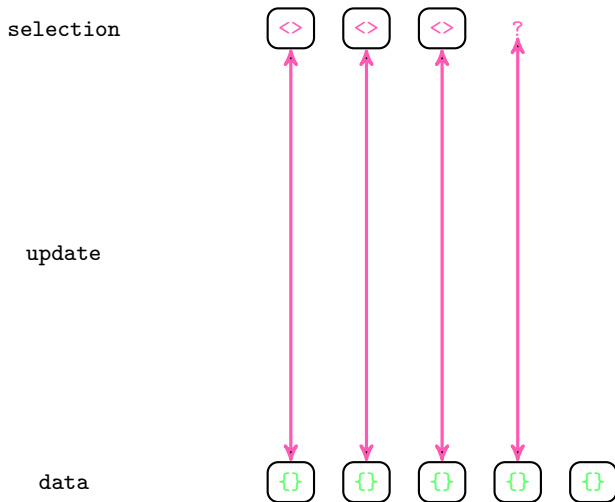 selection <> <> <> ?
update
data {} {} {} {} {}